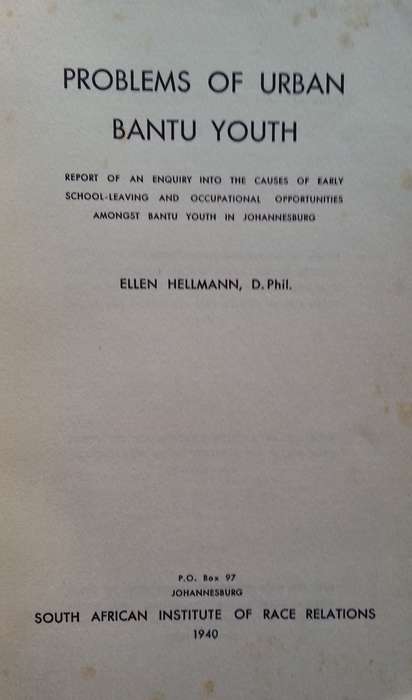 PROBLEMS OF URBAN
BANTU YOUTH
REPORT OF AN ENQUIRY INTO THE CAUSES OF EARLY
SCHOOL-LEAVING AND OCCUPATIONAL OPPORTUNITIES
AMONGST BANTU YOUTH IN JOHANNESBURG
ELLEN HELLMANN, D.Phil.
P.O. Box 97
JOHANNESBURG
SOUTH AFRICAN INSTITUTE OF RACE RELATIONS
1940